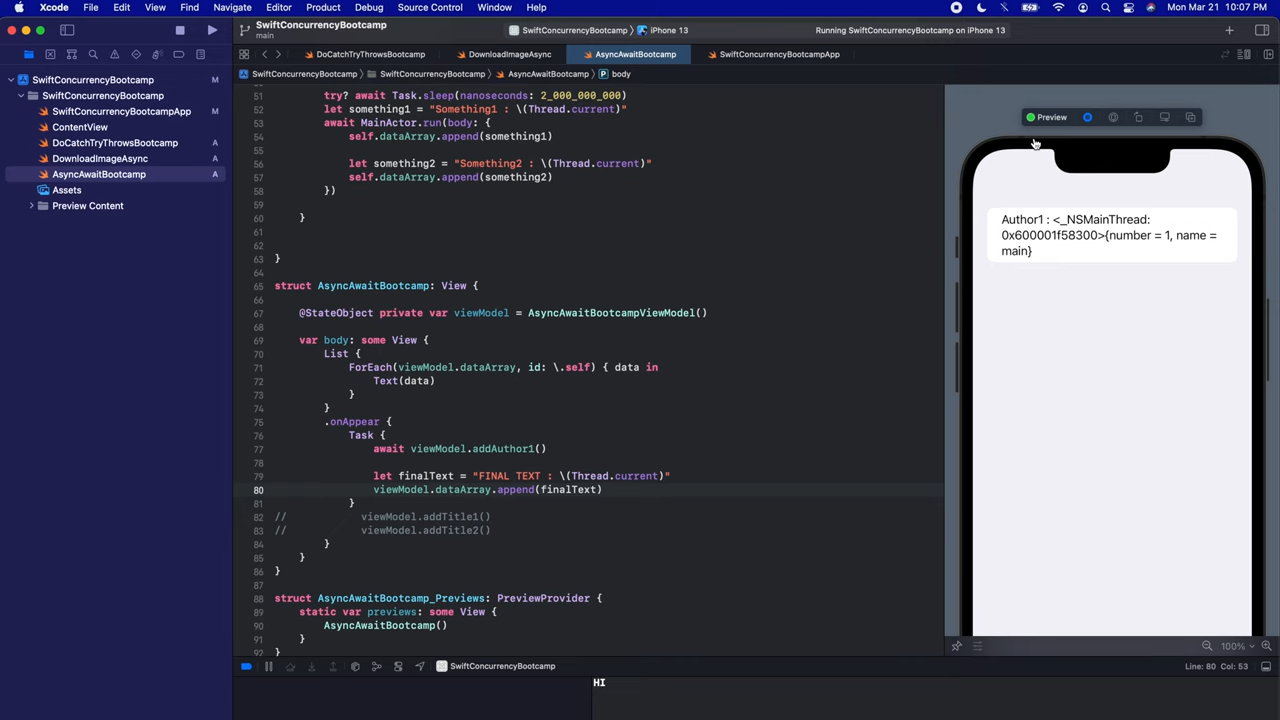 Xcode File Edit View Find Navigate Editor Product Debug Source Control Window Help
Mon Mar 21 10:07 PM
SwiftConcurrencyBootcamp
main
SwiftConcurrencyBootcamp iPhone 13
Running SwiftConcurrencyBootcamp on iPhone 13
DoCatchTryThrowsBootcamp DownloadImageAsync AsyncAwaitBootcamp SwiftConcurrencyBootcampApp
SwiftConcurrencyBootcamp SwiftConcurrencyBootcamp AsyncAwaitBootcamp body
SwiftConcurrencyBootcamp M
SwiftConcurrencyBootcamp
SwiftConcurrencyBootcampApp M
ContentView
DoCatchTryThrowsBootcamp A
DownloadImageAsync A
AsyncAwaitBootcamp A
Assets
Preview Content
51 try? await Task.sleep(nanoseconds: 2_000_000_000)
52 let something1 = "Something1 : \(Thread.current)"
53 await MainActor.run(body: {
54 self.dataArray.append(something1)
55
56 let something2 = "Something2 : \(Thread.current)"
57 self.dataArray.append(something2)
58 })
59
60 }
61
62
63 }
64
65 struct AsyncAwaitBootcamp: View {
66
67 @StateObject private var viewModel = AsyncAwaitBootcampViewModel()
68
69 var body: some View {
70 List {
71 ForEach(viewModel.dataArray, id: \.self) { data in
72 Text(data)
73 }
74 }
75 .onAppear {
76 Task {
77 await viewModel.addAuthor1()
78
79 let finalText = "FINAL TEXT : \(Thread.current)"
80 viewModel.dataArray.append(finalText)
81 }
82 // viewModel.addTitle1()
83 // viewModel.addTitle2()
84 }
85 }
86 }
87
88 struct AsyncAwaitBootcamp_Previews: PreviewProvider {
89 static var previews: some View {
90 AsyncAwaitBootcamp()
91 }
92 }
Preview
Author1 : <_NSMainThread:
0x600001f58300>{number = 1, name =
main}
100%
SwiftConcurrencyBootcamp
Line: 80 Col: 53
HI